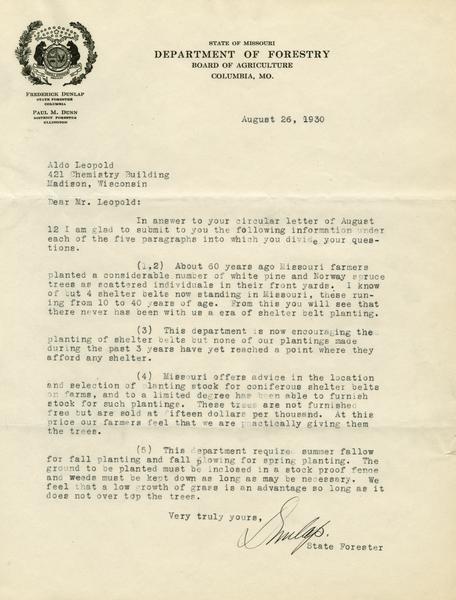 STATE OF MISSOURI
DEPARTMENT OF FORESTRY
BOARD OF AGRICULTURE
COLUMBIA, MO.
FREDERICK DUNLAP
STATE FORESTER
COLUMBIA
PAUL M. DUNN
DISTRICT FORESTER
ELLINGTON
August 26, 1930
Aldo Leopold
421 Chemistry Building
Madison, Wisconsin
Dear Mr. Leopold:
In answer to your circular letter of August
12 I am glad to submit to you the following information under
each of the five paragraphs into which you divide your ques-
tions.
(1,2) About 60 years ago Missouri farmers
planted a considerable number of white pine and Norway spruce
trees as scattered individuals in their front yards. I know
of but 4 shelter belts now standing in Missouri, these run-
ing from 10 to 40 years of age. From this you will see that
there never has been with us a era of shelter belt planting.
(3) This department is now encouraging the
planting of shelter belts but none of our plantings made
during the past 3 years have yet reached a point where they
afford any shelter.
(4) Missouri offers advice in the location
and selection of planting stock for coniferous shelter belts
on farms, and to a limited degree has been able to furnish
stock for such plantings. These trees are not furnished
free but are sold at fifteen dollars per thousand. At this
price our farmers feel that we are practically giving them
the trees.
(5) This department requires summer fallow
for fall planting and fall plowing for spring planting. The
ground to be planted must be inclosed in a stock proof fence
and weeds must be kept down as long as may be necessary. We
feel that a low growth of grass is an advantage so long as it
does not over top the trees.
Very truly yours,
Dunlap.
State Forester